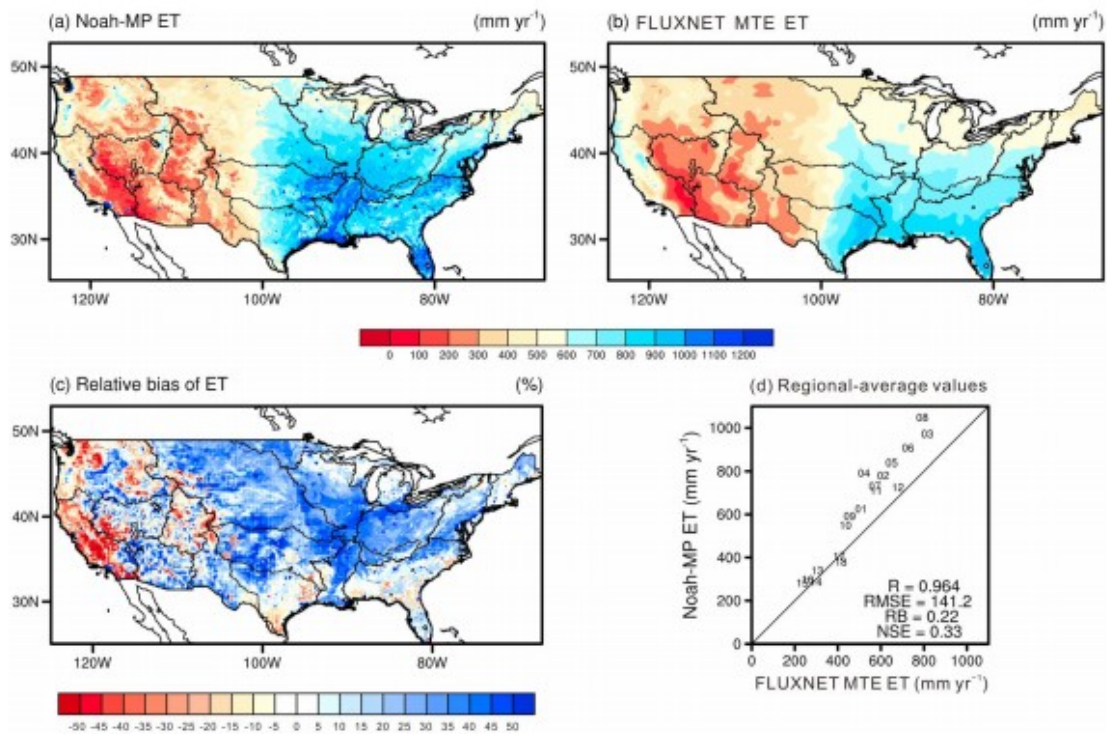 (a) Noah-MP ET (mm yr⁻¹)
(b) FLUXNET MTE ET (mm yr⁻¹)
50N
40N
30N
120W 100W 80W
50N
40N
30N
120W 100W 80W
0 100 200 300 400 500 600 700 800 900 1000 1100 1200
(c) Relative bias of ET (%)
50N
40N
30N
120W 100W 80W
-50 -45 -40 -35 -30 -25 -20 -15 -10 -5 0 5 10 15 20 25 30 35 40 45 50
(d) Regional-average values
Noah-MP ET (mm yr⁻¹)
1000
800
600
400
200
0
08
03
06
05
04
02
12
01
09
10
18
13
R = 0.964
RMSE = 141.2
RB = 0.22
NSE = 0.33
0 200 400 600 800 1000
FLUXNET MTE ET (mm yr⁻¹)